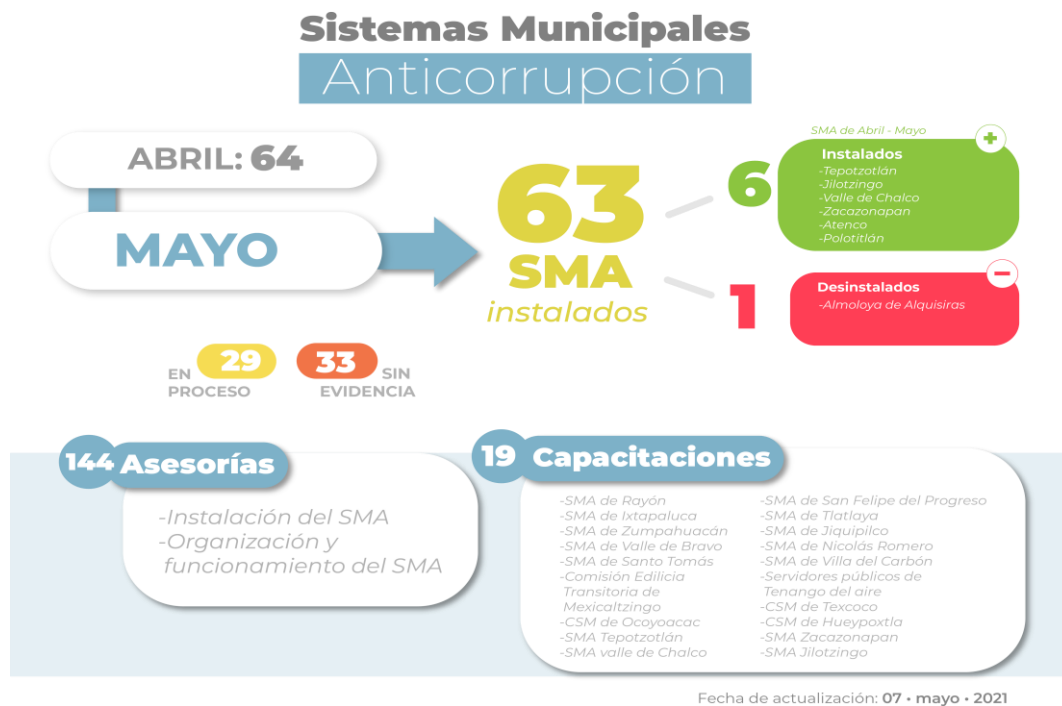 Sistemas Municipales
Anticorrupción
ABRIL: 64
MAYO
63
SMA
instalados
SMA de Abril - Mayo
+
6
Instalados
-Tepotzotlán
-Jilotzingo
-Valle de Chalco
-Zacazonapan
-Atenco
-Polotitlán
−
1
Desinstalados
-Almoloya de Alquisiras
EN
PROCESO
29
33
SIN
EVIDENCIA
144 Asesorías
-Instalación del SMA
-Organización y
funcionamiento del SMA
19 Capacitaciones
-SMA de Rayón
-SMA de Ixtapaluca
-SMA de Zumpahuacán
-SMA de Valle de Bravo
-SMA de Santo Tomás
-Comisión Edilicia
Transitoria de
Mexicaltzingo
-CSM de Ocoyoacac
-SMA Tepotzotlán
-SMA valle de Chalco
-SMA de San Felipe del Progreso
-SMA de Tlatlaya
-SMA de Jiquipilco
-SMA de Nicolás Romero
-SMA de Villa del Carbón
-Servidores públicos de
Tenango del aire
-CSM de Texcoco
-CSM de Hueypoxtla
-SMA Zacazonapan
-SMA Jilotzingo
Fecha de actualización: 07 • mayo • 2021